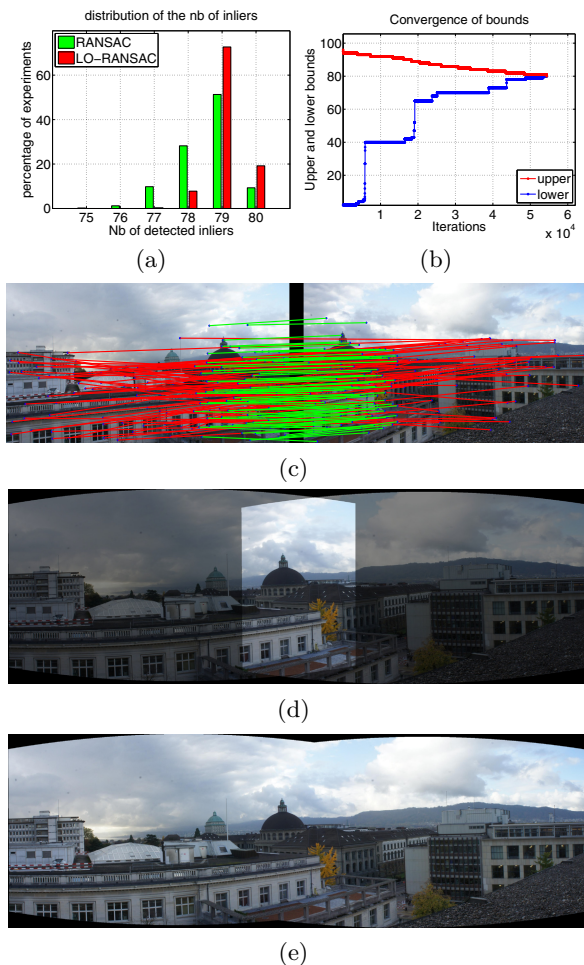 distribution of the nb of inliers
RANSAC
LO-RANSAC
percentage of experiments
60
40
20
0
75 76 77 78 79 80
Nb of detected inliers
(a)
Convergence of bounds
Upper and lower bounds
100
80
60
40
20
upper
lower
0 1 2 3 4 5 6
x 10⁴
Iterations
(b)
(c)
(d)
(e)